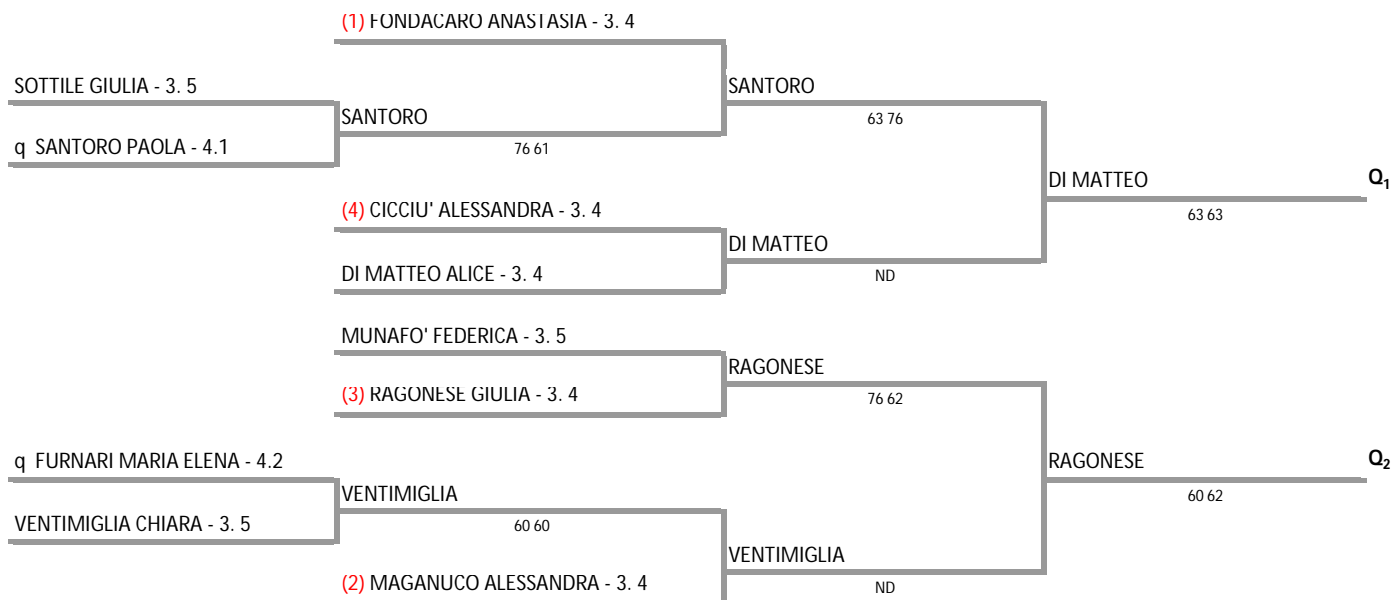 (1) FONDACARO ANASTASIA - 3. 4
SOTTILE GIULIA - 3. 5
SANTORO
SANTORO
63 76
q SANTORO PAOLA - 4.1
76 61
DI MATTEO
Q1
63 63
(4) CICCIU' ALESSANDRA - 3. 4
DI MATTEO
ND
DI MATTEO ALICE - 3. 4
MUNAFO' FEDERICA - 3. 5
RAGONESE
76 62
(3) RAGONESE GIULIA - 3. 4
q FURNARI MARIA ELENA - 4.2
RAGONESE
Q2
60 62
VENTIMIGLIA
60 60
VENTIMIGLIA CHIARA - 3. 5
VENTIMIGLIA
ND
(2) MAGANUCO ALESSANDRA - 3. 4